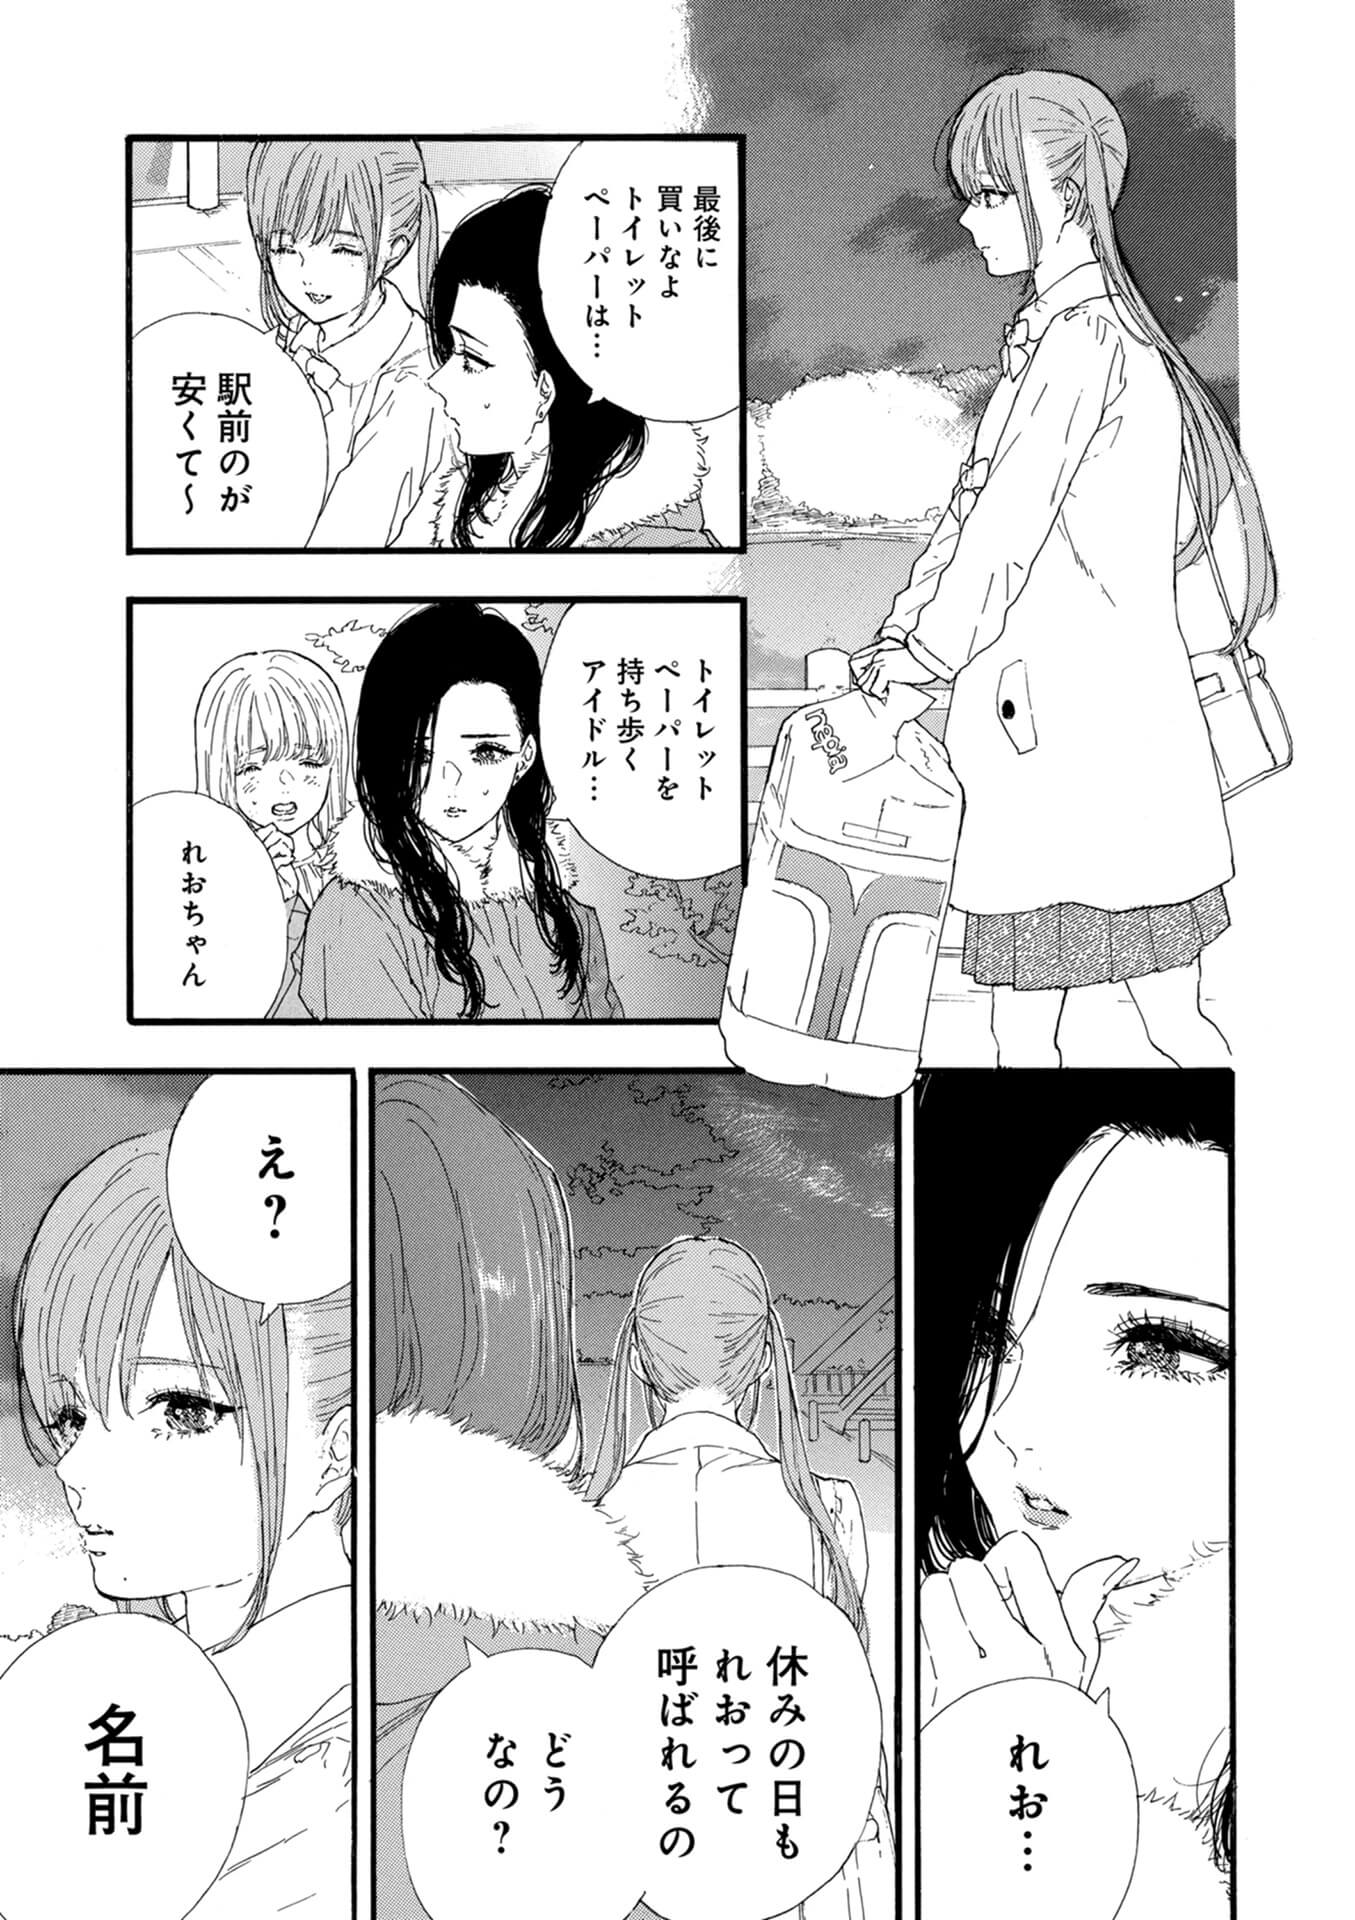 nepia
最後に
買いなよ
トイレット
ペーパーは…
駅前のが
安くて〜
トイレット
ペーパーを
持ち歩く
アイドル…
れおちゃん
れお…
休みの日も
れおって
呼ばれるの
どう
なの？
え？
名前